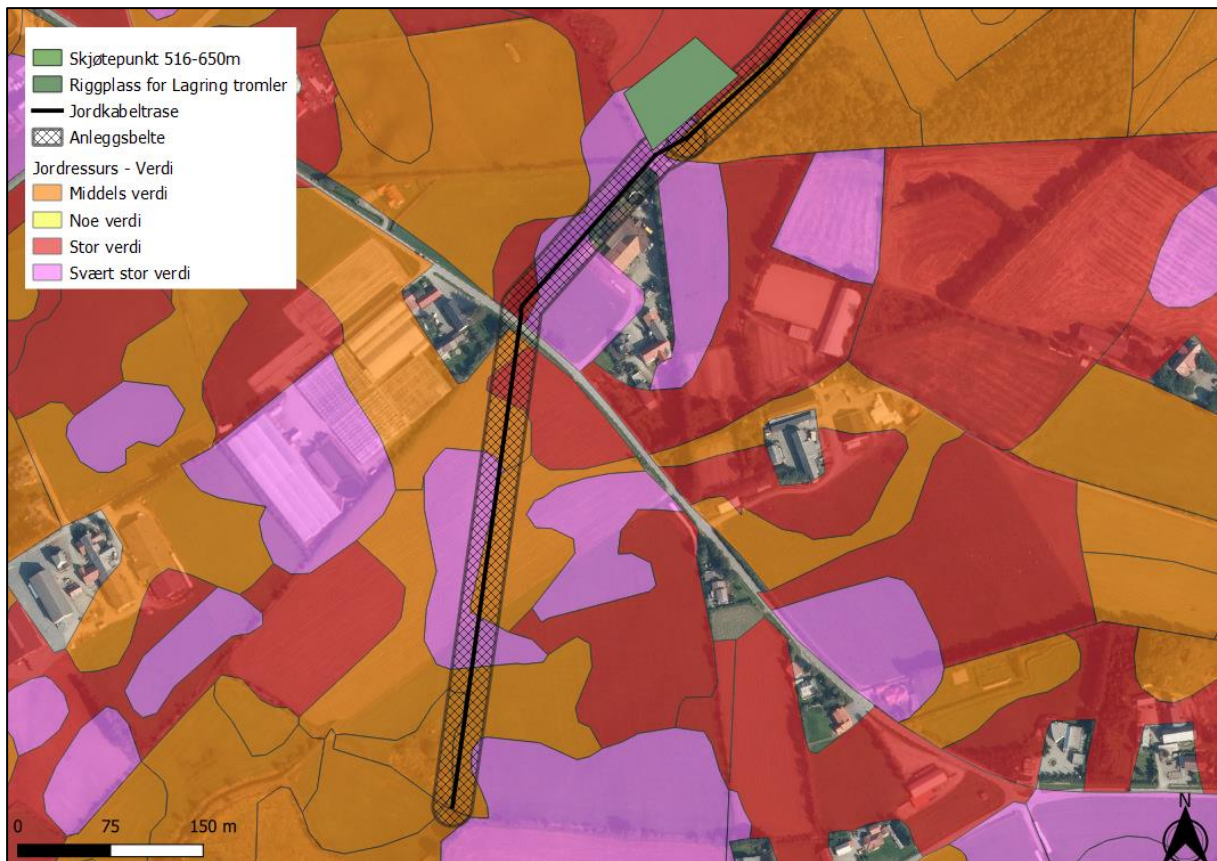 Skjøtepunkt 516-650m
Riggplass for Lagring tromler
Jordkabeltrase
Anleggsbelte
Jordressurs - Verdi
Middels verdi
Noe verdi
Stor verdi
Svært stor verdi
0 75 150 m
N